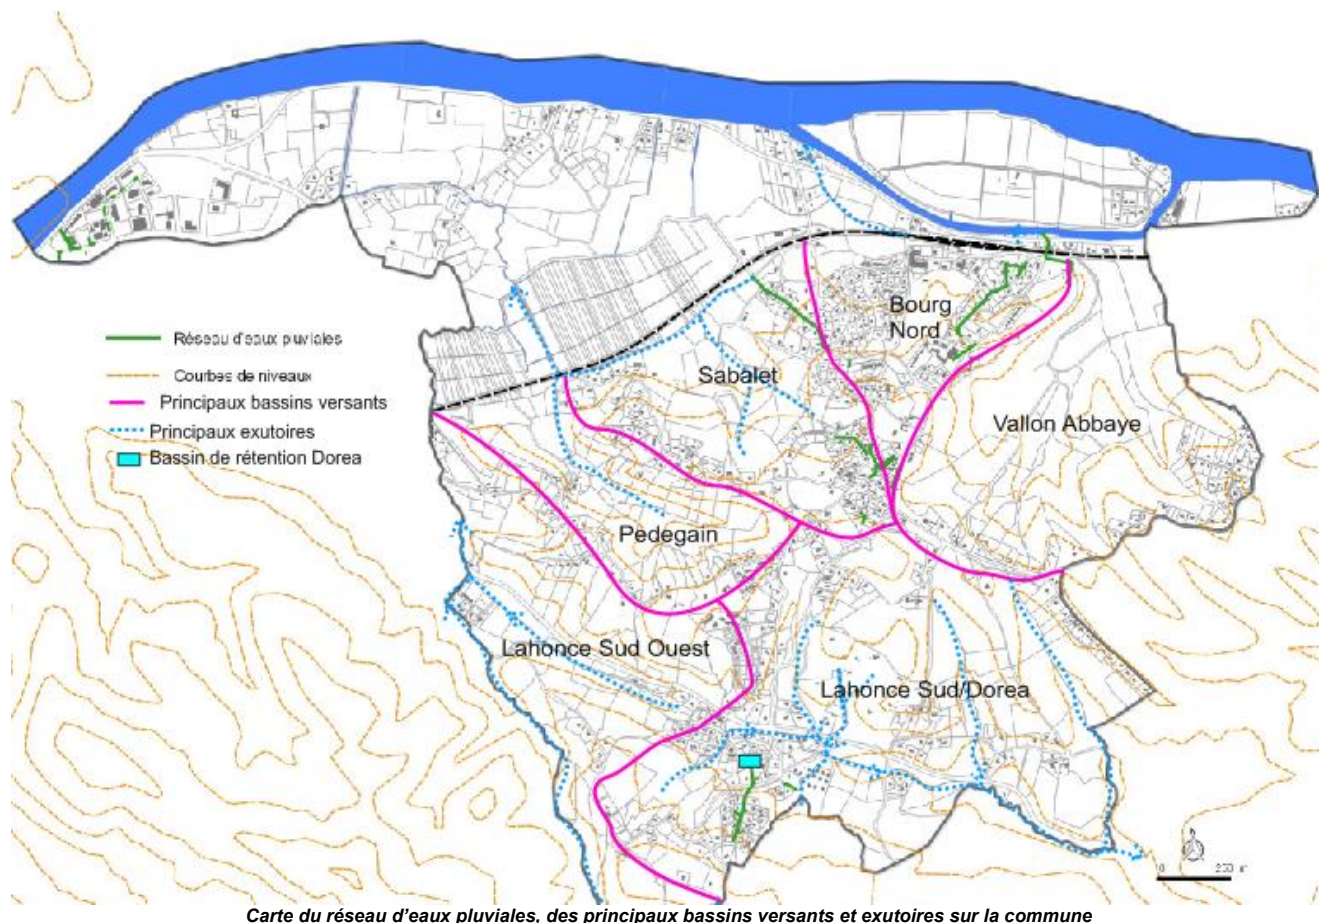 Bourg
Nord
Réseau d'eaux pluviales
Courbes de niveaux
Sabalet
Principaux bassins versants
Vallon Abbaye
Principaux exutoires
Bassin de rétention Dorea
Pedegain
Lahonce Sud Ouest
Lahonce Sud/Dorea
0 250 m
Carte du réseau d'eaux pluviales, des principaux bassins versants et exutoires sur la commune